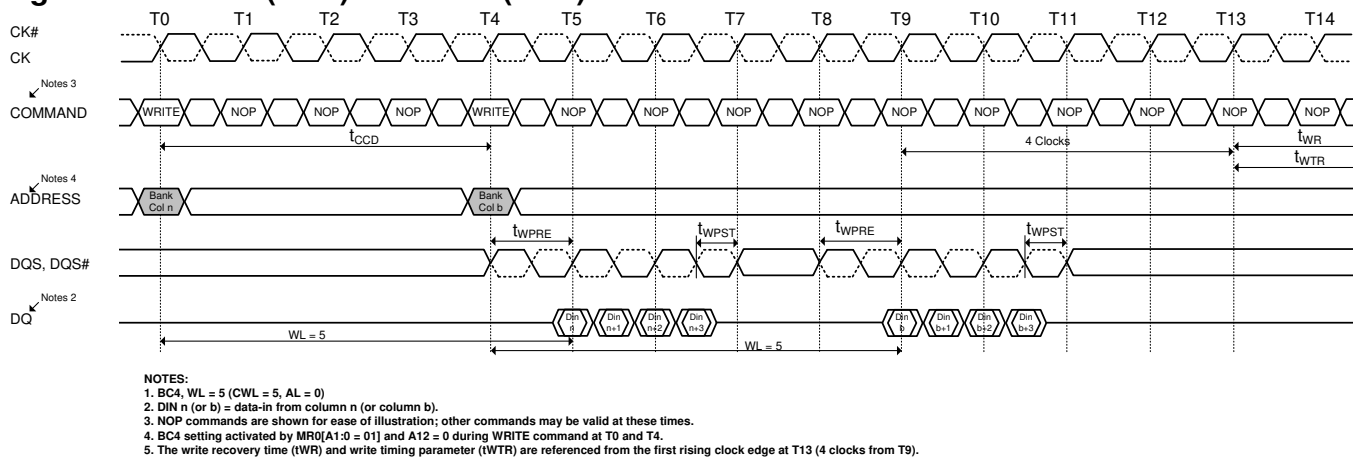 T0 T1 T2 T3 T4 T5 T6 T7 T8 T9 T10 T11 T12 T13 T14
CK#
CK
Notes 3
COMMAND WRITE NOP NOP NOP WRITE NOP NOP NOP NOP NOP NOP NOP NOP NOP NOP
tCCD 4 Clocks tWR
tWTR
Notes 4
ADDRESS Bank Col n Bank Col b
tWPRE tWPST tWPRE tWPST
DQS, DQS#
Notes 2
DQ Din n Din n+1 Din n+2 Din n+3 Din b Din b+1 Din b+2 Din b+3
WL = 5 WL = 5
NOTES:
1. BC4, WL = 5 (CWL = 5, AL = 0)
2. DIN n (or b) = data-in from column n (or column b).
3. NOP commands are shown for ease of illustration; other commands may be valid at these times.
4. BC4 setting activated by MR0[A1:0 = 01] and A12 = 0 during WRITE command at T0 and T4.
5. The write recovery time (tWR) and write timing parameter (tWTR) are referenced from the first rising clock edge at T13 (4 clocks from T9).